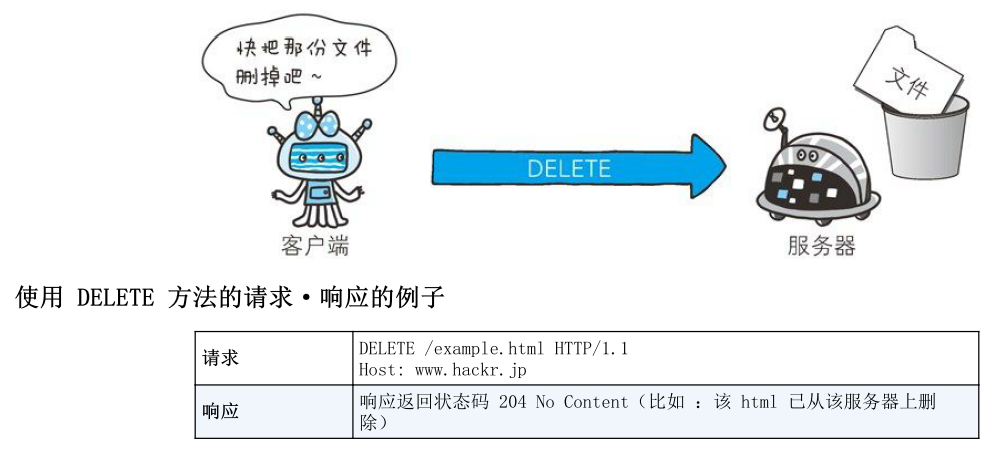 快把那份文件
删掉吧～
文件
DELETE
客户端
服务器
使用 DELETE 方法的请求·响应的例子
请求
DELETE /example.html HTTP/1.1
Host: www.hackr.jp
响应
响应返回状态码 204 No Content（比如 ：该 html 已从该服务器上删
除）